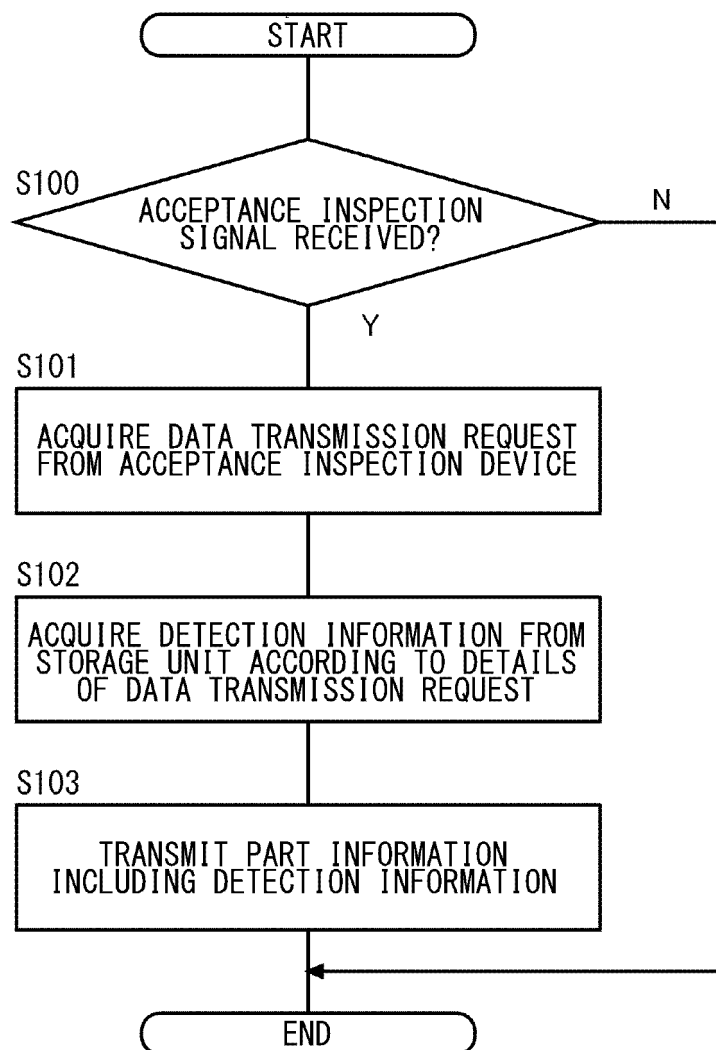 START
S100
ACCEPTANCE INSPECTION
SIGNAL RECEIVED?
N
Y
S101
ACQUIRE DATA TRANSMISSION REQUEST
FROM ACCEPTANCE INSPECTION DEVICE
S102
ACQUIRE DETECTION INFORMATION FROM
STORAGE UNIT ACCORDING TO DETAILS
OF DATA TRANSMISSION REQUEST
S103
TRANSMIT PART INFORMATION
INCLUDING DETECTION INFORMATION
END